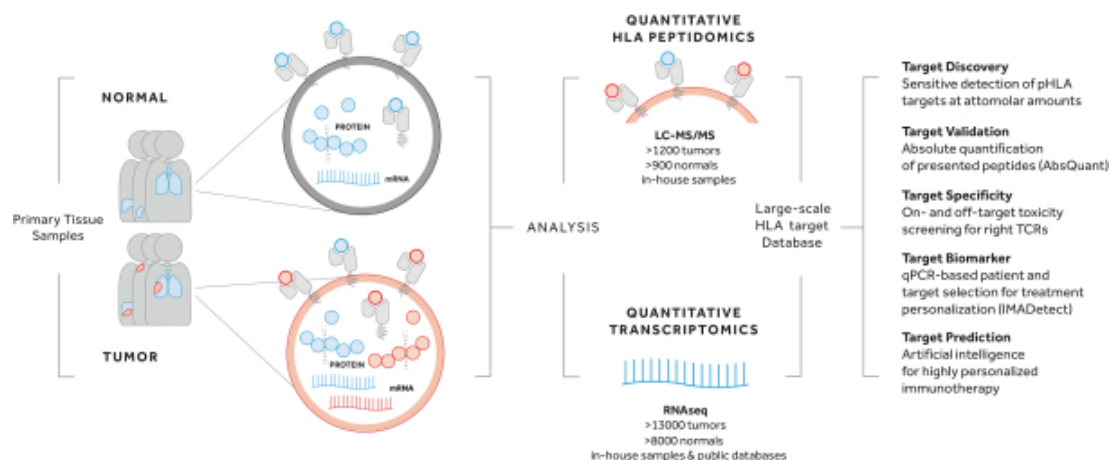 Primary Tissue
Samples
NORMAL
TUMOR
PROTEIN
mRNA
PROTEIN
mRNA
ANALYSIS
QUANTITATIVE
HLA PEPTIDOMICS
LC-MS/MS
>1200 tumors
>900 normals
in-house samples
QUANTITATIVE
TRANSCRIPTOMICS
RNAseq
>13000 tumors
>8000 normals
in-house samples & public databases
Large-scale
HLA target
Database
Target Discovery
Sensitive detection of pHLA
targets at attomolar amounts
Target Validation
Absolute quantification
of presented peptides (AbsQuant)
Target Specificity
On- and off-target toxicity
screening for right TCRs
Target Biomarker
qPCR-based patient and
target selection for treatment
personalization (IMADetect)
Target Prediction
Artificial intelligence
for highly personalized
immunotherapy